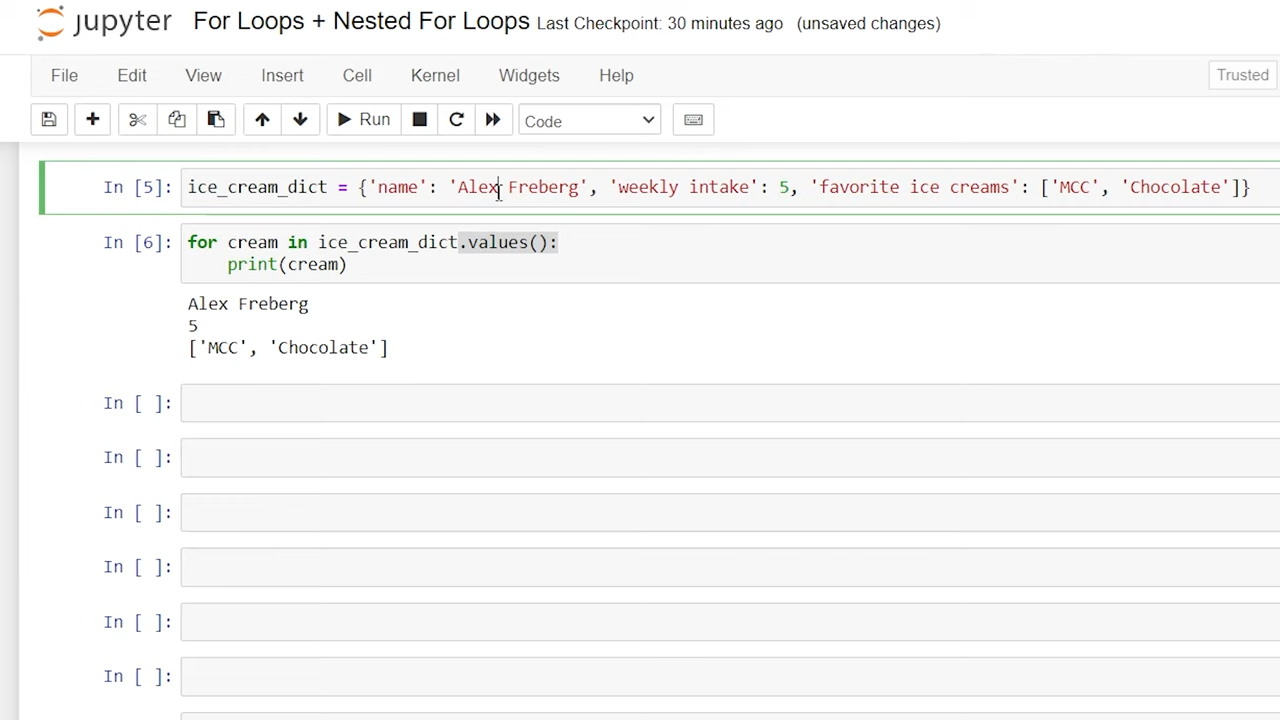 jupyter For Loops + Nested For Loops Last Checkpoint: 30 minutes ago (unsaved changes)
File Edit View Insert Cell Kernel Widgets Help Trusted
Run Code
In [5]: ice_cream_dict = {'name': 'Alex Freberg', 'weekly intake': 5, 'favorite ice creams': ['MCC', 'Chocolate']}
In [6]: for cream in ice_cream_dict.values():
print(cream)
Alex Freberg
5
['MCC', 'Chocolate']
In [ ]:
In [ ]:
In [ ]:
In [ ]:
In [ ]:
In [ ]: